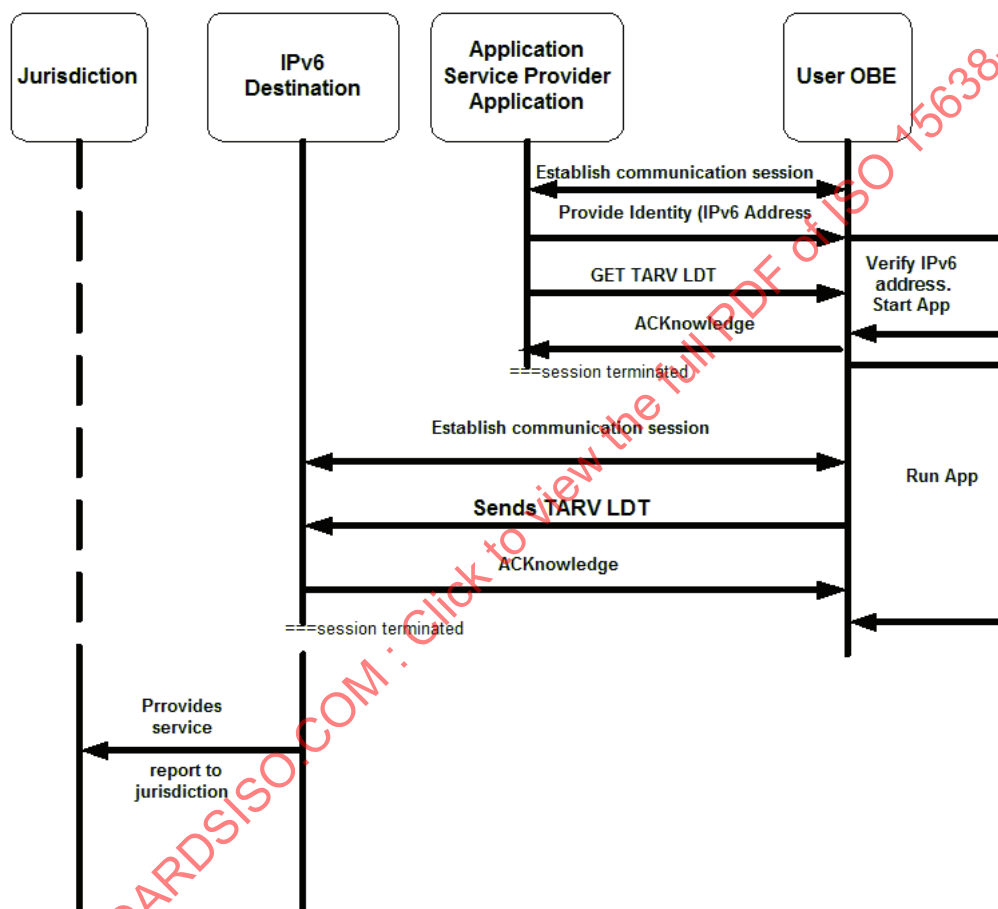 Jurisdiction
IPv6
Destination
Application
Service Provider
Application
User OBE
Establish communication session
Provide Identity (IPv6 Address
GET TARV LDT
Verify IPv6
address.
Start App
ACKnowledge
===session terminated
Establish communication session
Run App
Sends TARV LDT
ACKnowledge
===session terminated
Prrovides
service
report to
jurisdiction
ARDSISO.COM : Click to view the full PDF of ISO 15638-